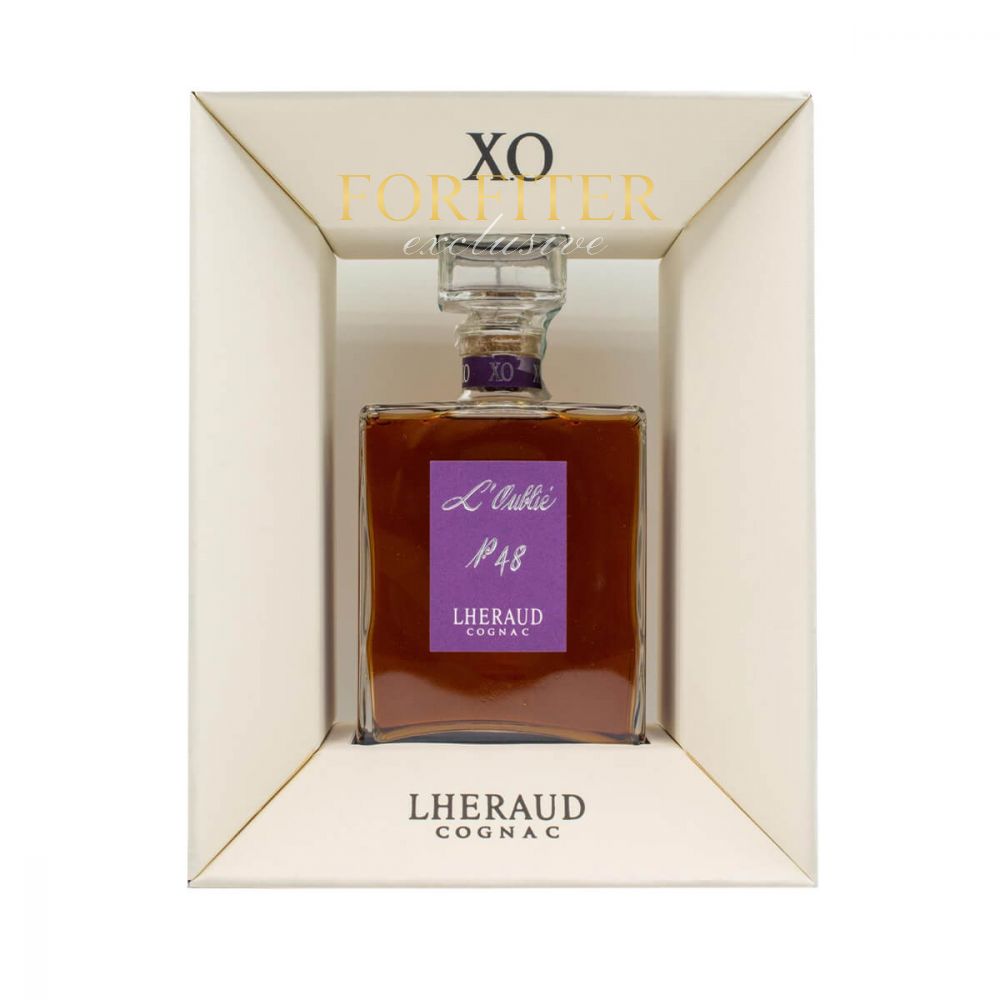 X.O
FORFITER
exclusive
XO XO X
L'Oublié
N° 48
LHERAUD
COGNAC
LHERAUD
COGNAC